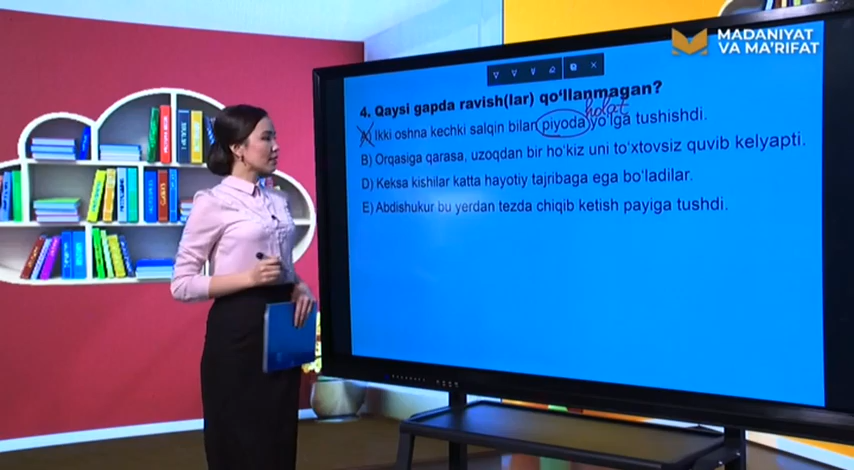 MADANIYAT
VA MA'RIFAT
4. Qaysi gapda ravish(lar) qo'llanmagan?
holat
A) Ikki oshna kechki salqin bilan piyoda yo'lga tushishdi.
B) Orqasiga qarasa, uzoqdan bir ho'kiz uni to'xtovsiz quvib kelyapti.
D) Keksa kishilar katta hayotiy tajribaga ega bo'ladilar.
E) Abdishukur bu yerdan tezda chiqib ketish payiga tushdi.